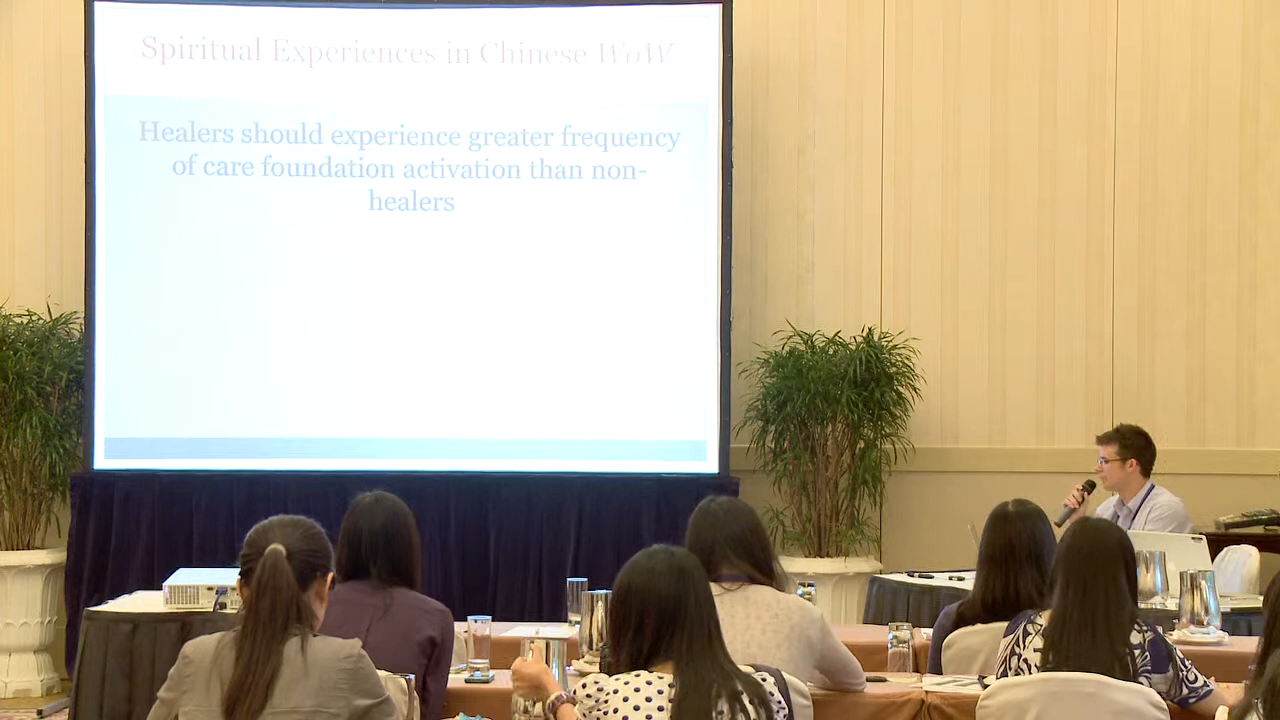 Spiritual Experiences in Chinese WoW
Healers should experience greater frequency
of care foundation activation than non-
healers